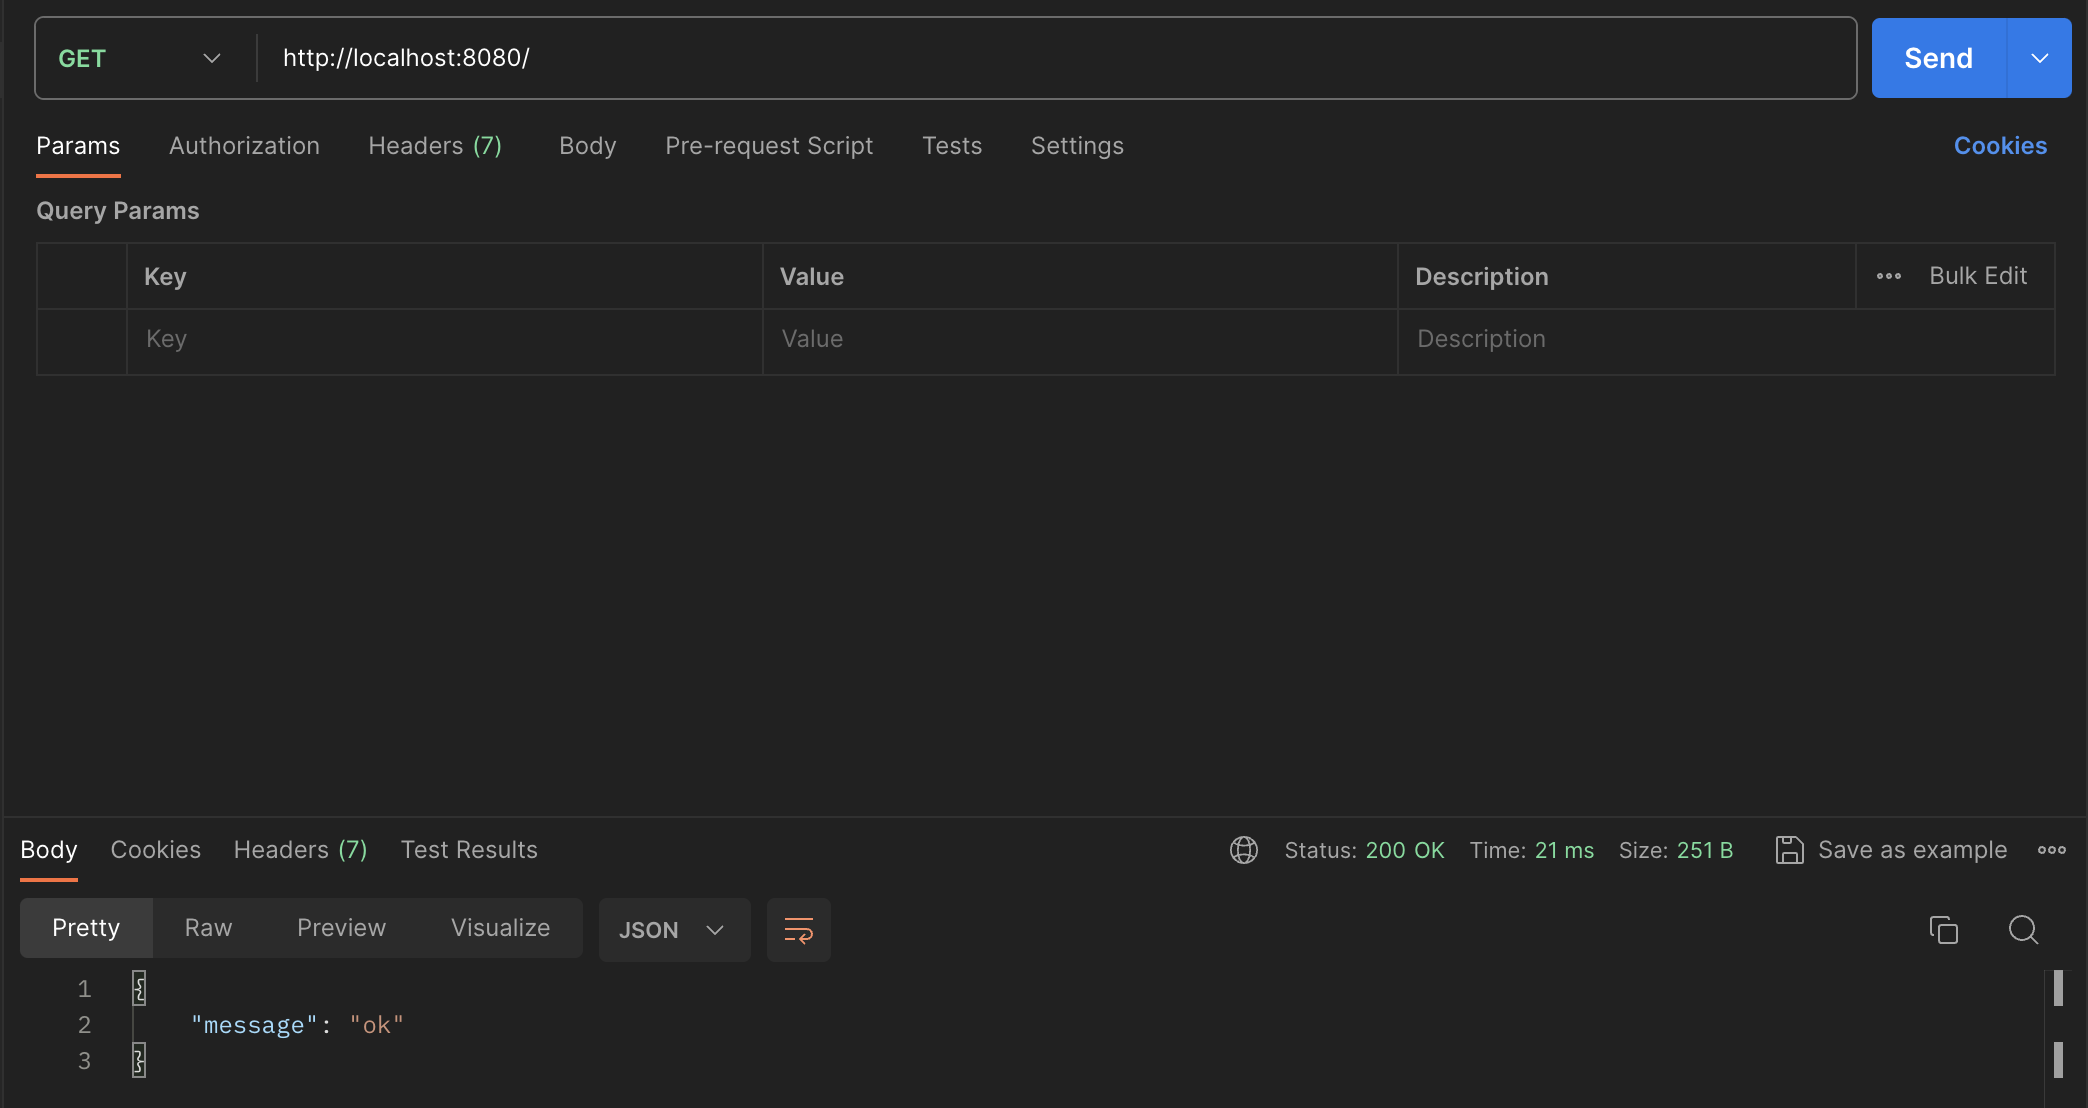 GET http://localhost:8080/ Send
Params Authorization Headers (7) Body Pre-request Script Tests Settings Cookies
Query Params
Key Value Description Bulk Edit
Key Value Description
Body Cookies Headers (7) Test Results Status: 200 OK Time: 21 ms Size: 251 B Save as example
Pretty Raw Preview Visualize JSON
1 {
2 "message": "ok"
3 }